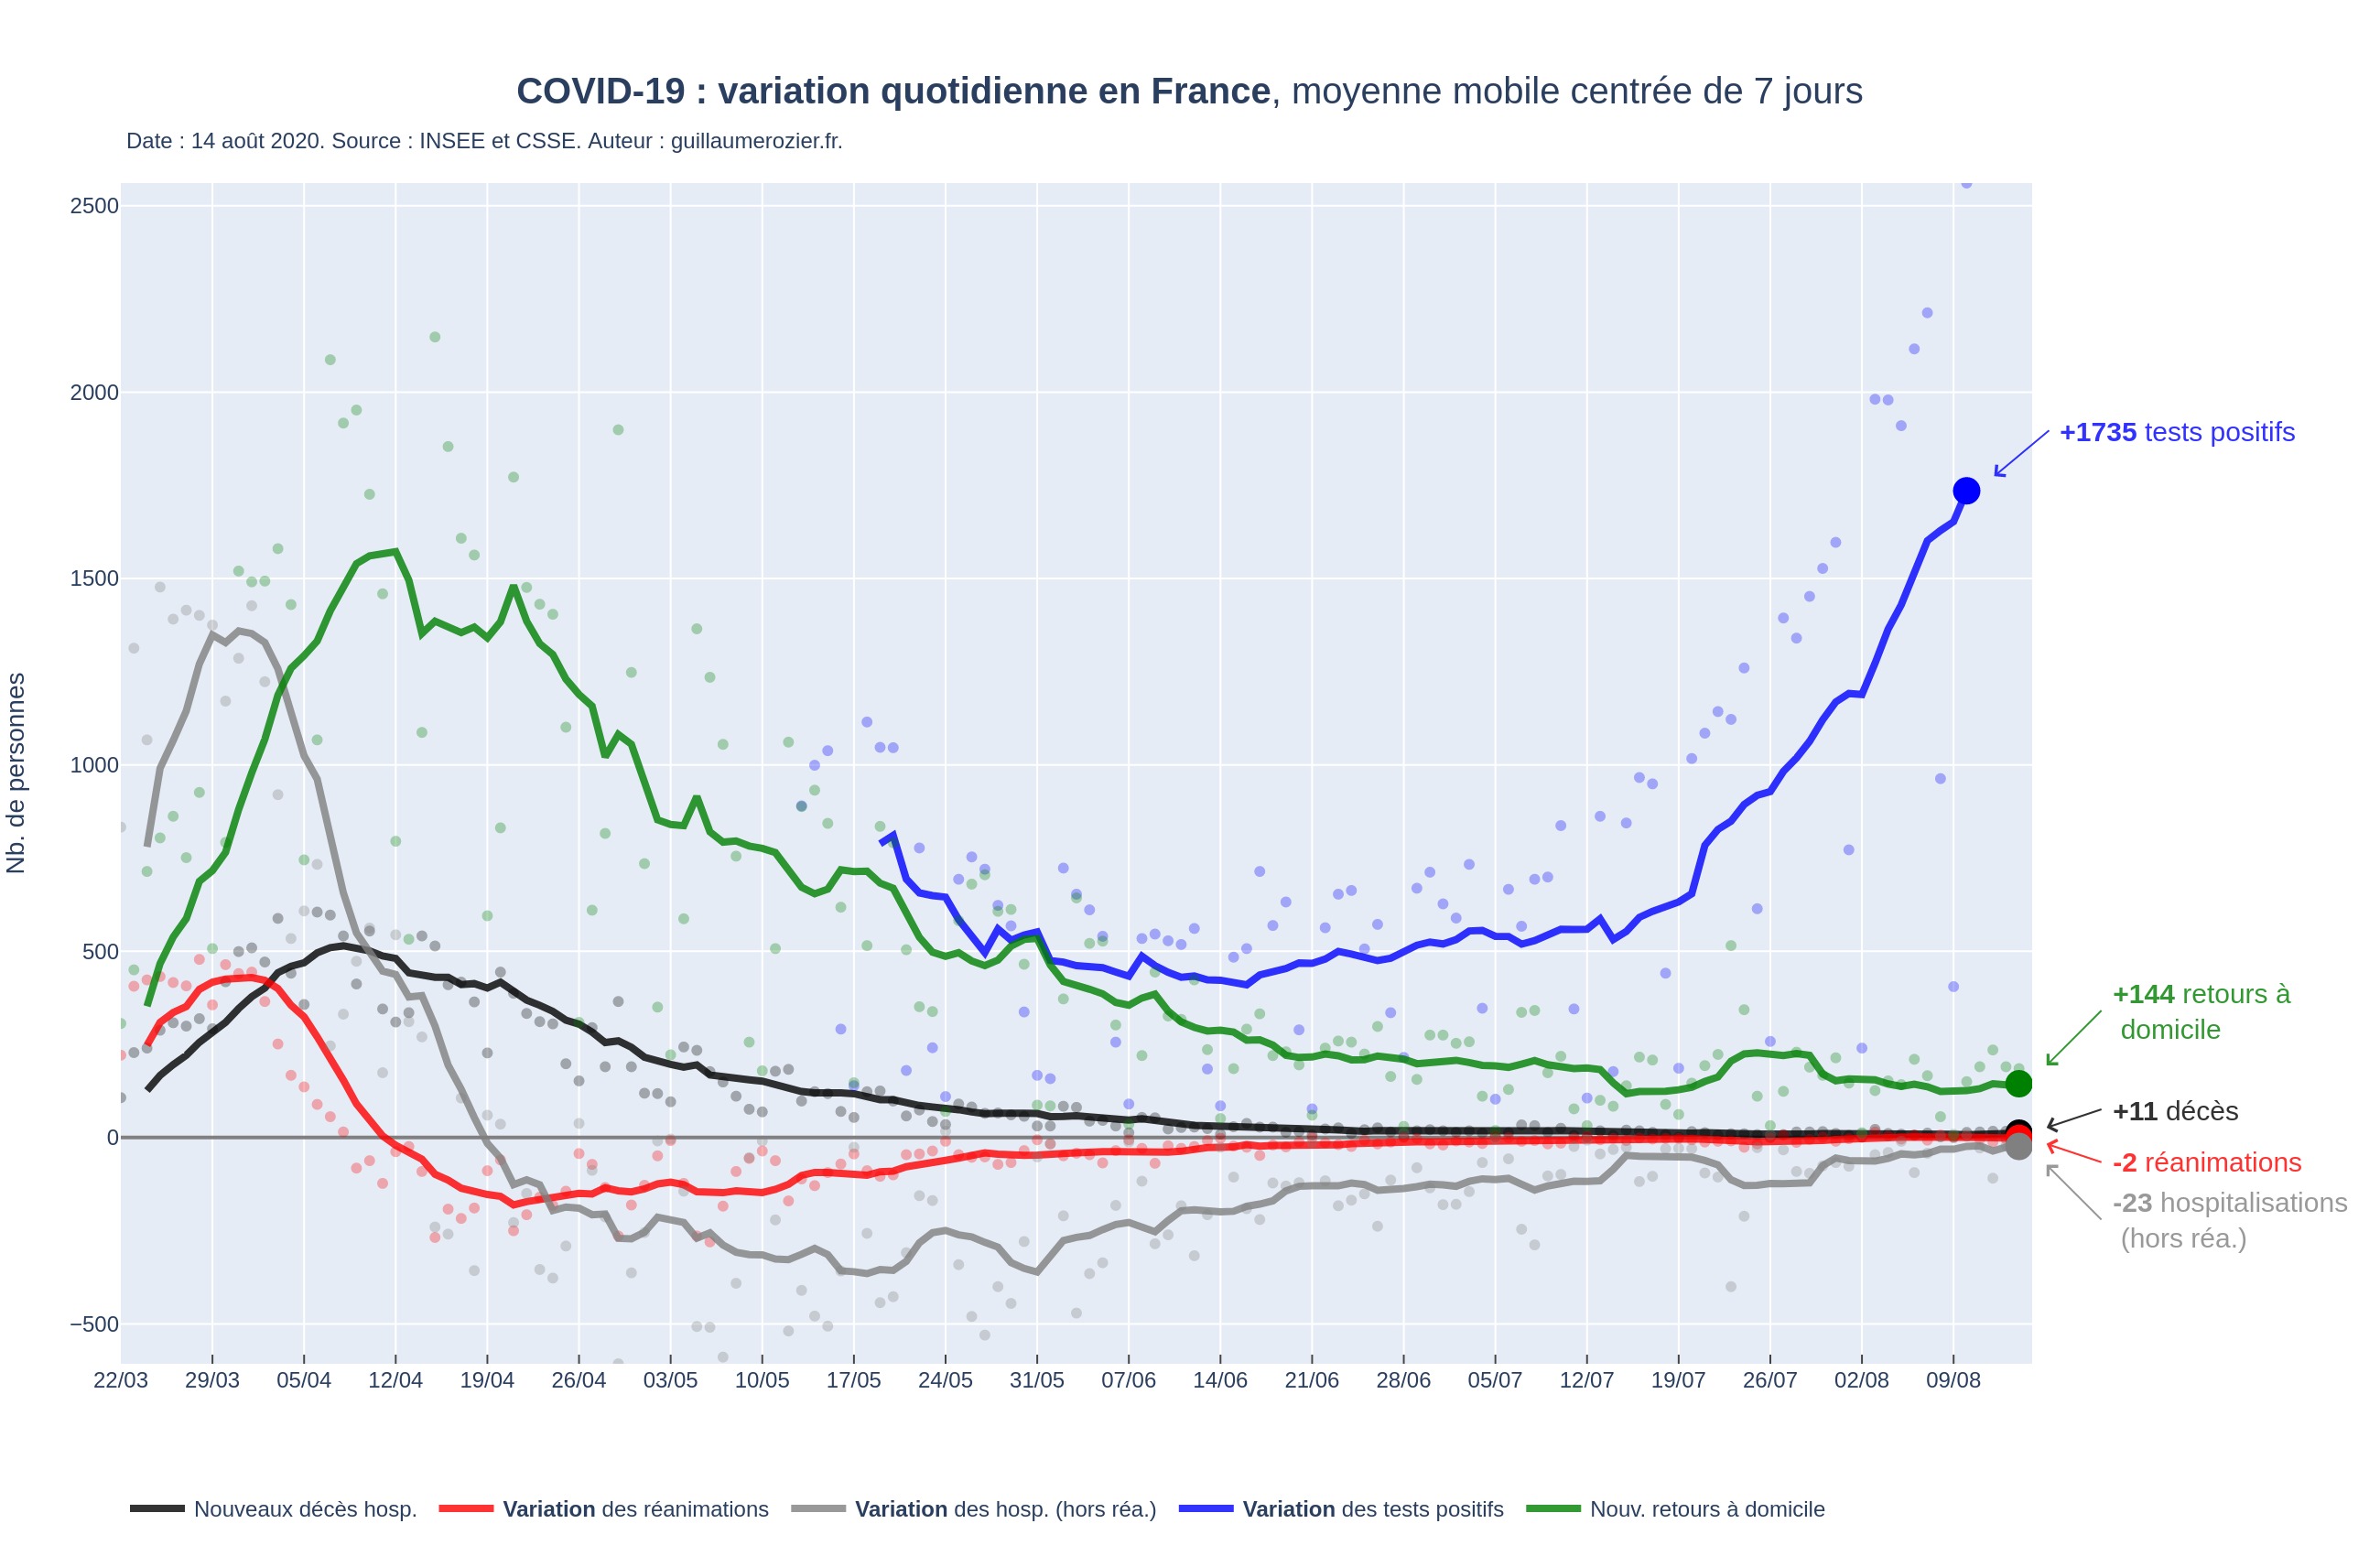 COVID-19 : variation quotidienne en France, moyenne mobile centrée de 7 jours
Date : 14 août 2020. Source : INSEE et CSSE. Auteur : guillaumerozier.fr.
Nb. de personnes
2500
2000
1500
1000
500
0
−500
22/03 29/03 05/04 12/04 19/04 26/04 03/05 10/05 17/05 24/05 31/05 07/06 14/06 21/06 28/06 05/07 12/07 19/07 26/07 02/08 09/08
+1735 tests positifs
+144 retours à
domicile
+11 décès
-2 réanimations
-23 hospitalisations
(hors réa.)
Nouveaux décès hosp. Variation des réanimations Variation des hosp. (hors réa.) Variation des tests positifs Nouv. retours à domicile